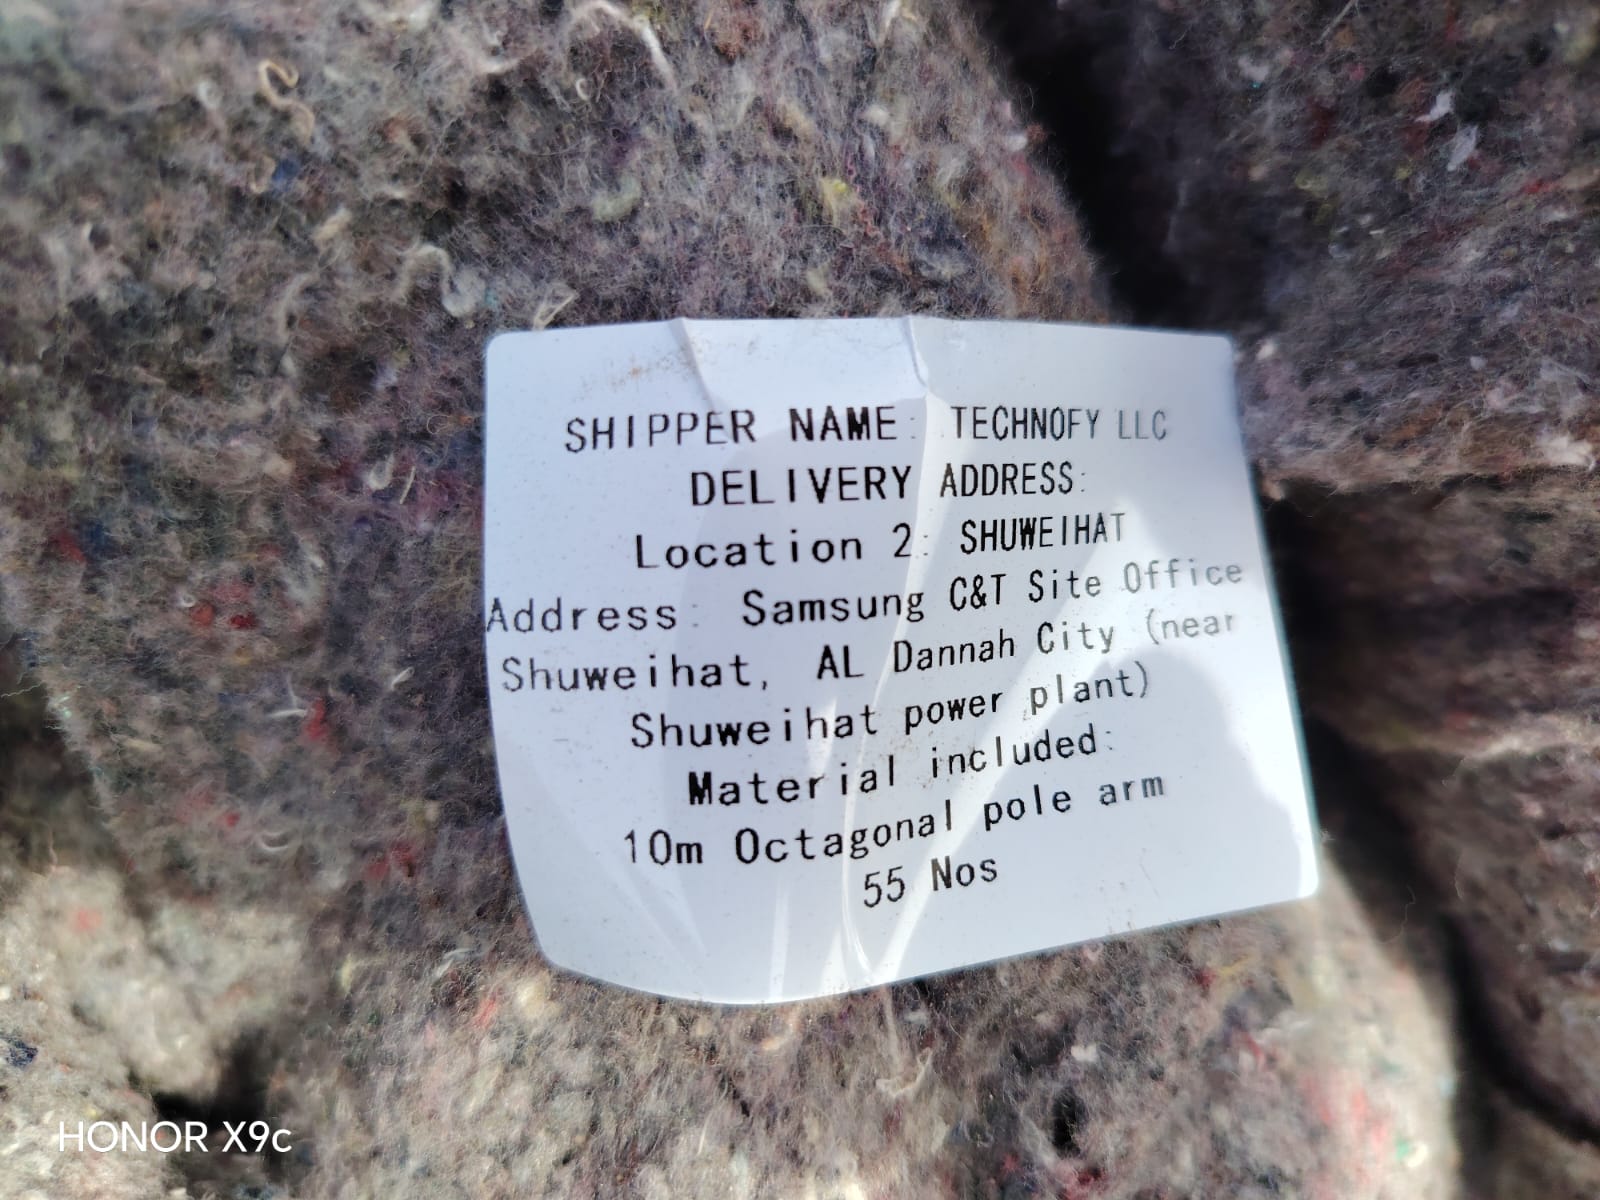 SHIPPER NAME: TECHNOFY LLC
DELIVERY ADDRESS:
Location 2: SHUWEIHAT
Address: Samsung C&T Site Office
Shuweihat, AL Dannah City (near
Shuweihat power plant)
Material included:
10m Octagonal pole arm
55 Nos
HONOR X9c